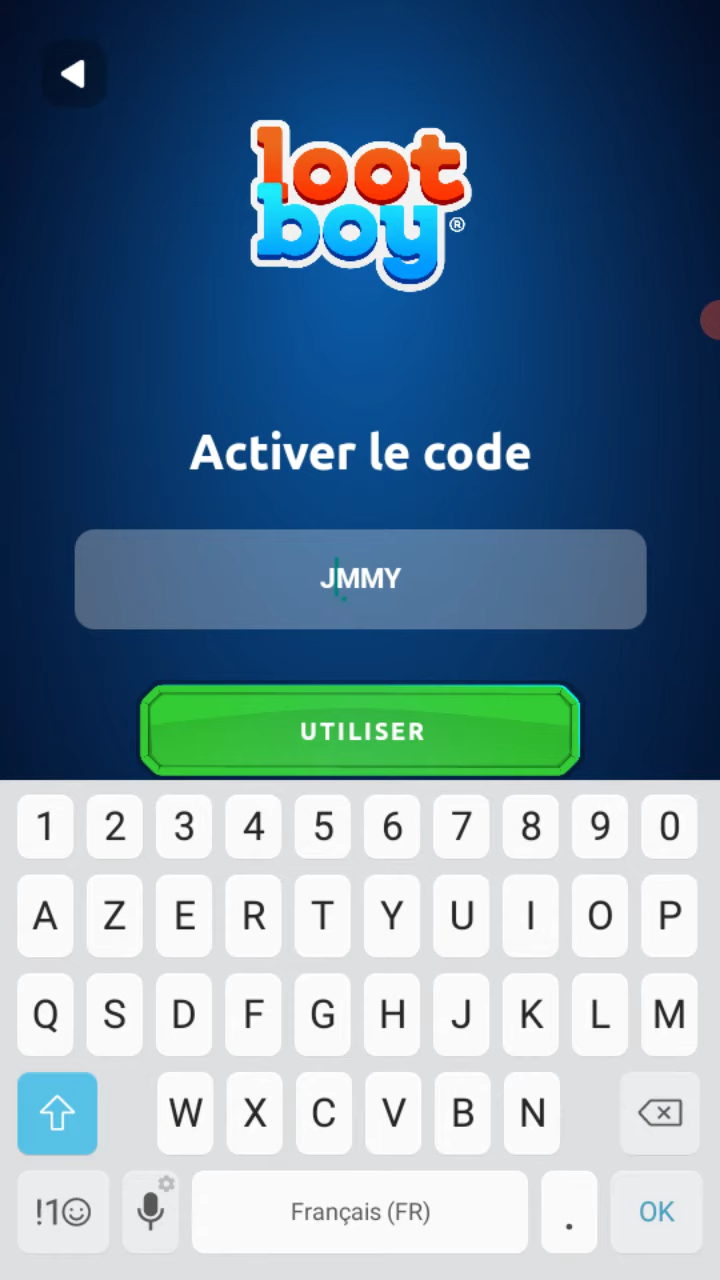 loot
boy®
Activer le code
JMMY
UTILISER
1 2 3 4 5 6 7 8 9 0
A Z E R T Y U I O P
Q S D F G H J K L M
W X C V B N
!1☺ Français (FR) . OK